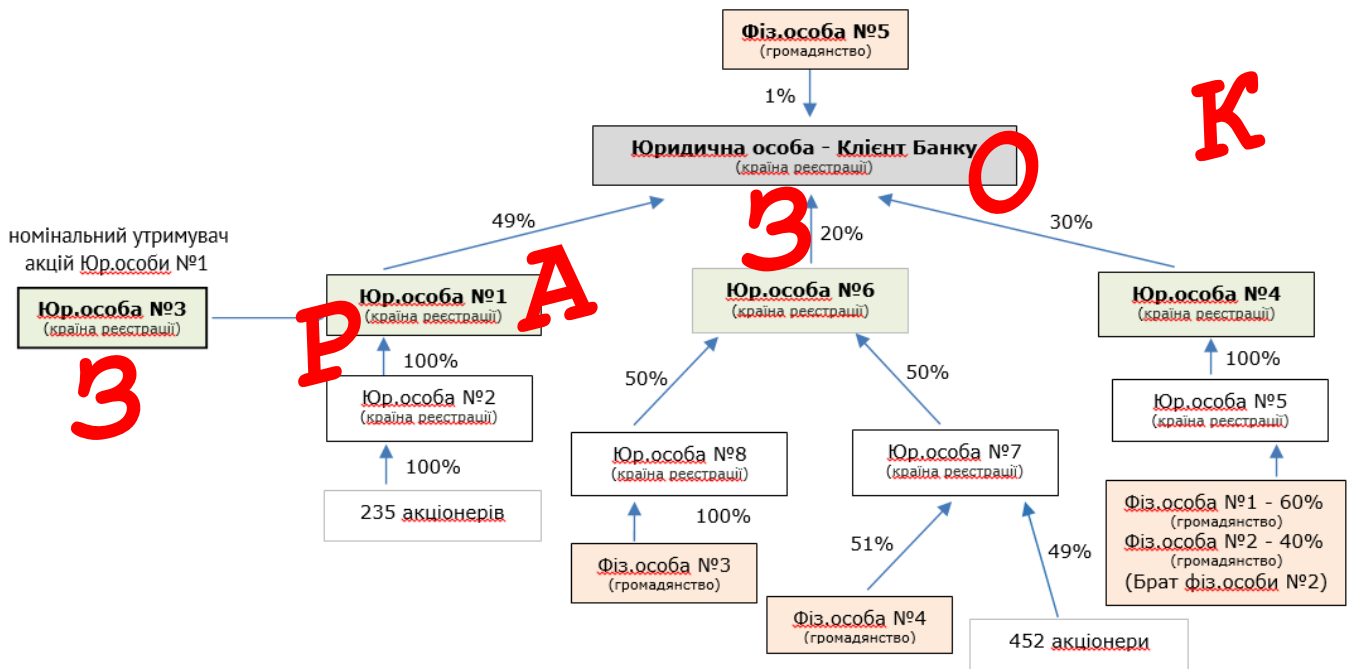 Фіз.особа №5
(громадянство)
1%
К
Юридична особа - Клієнт Банку
(країна реєстрації)
О
49%
З
20%
30%
номінальний утримувач
акцій Юр.особи №1
Юр.особа №3
(країна реєстрації)
З
Р
Юр.особа №1
(країна реєстрації)
А
Юр.особа №6
(країна реєстрації)
Юр.особа №4
(країна реєстрації)
100%
50%
50%
100%
Юр.особа №2
(країна реєстрації)
Юр.особа №5
(країна реєстрації)
100%
Юр.особа №8
(країна реєстрації)
Юр.особа №7
(країна реєстрації)
235 акціонерів
100%
51%
49%
Фіз.особа №1 - 60%
(громадянство)
Фіз.особа №2 - 40%
(громадянство)
(Брат фіз.особи №2)
Фіз.особа №3
(громадянство)
Фіз.особа №4
(громадянство)
452 акціонери